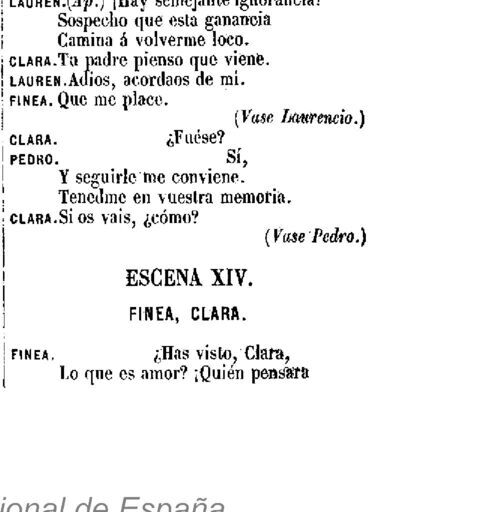 LAUREN.(Ap.) ¡Hay semejante ignorancia!
Sospecho que esta ganancia
Camina á volverme loco.
CLARA.Tu padre pienso que viene.
LAUREN.Adios, acordaos de mí.
FINEA. Que me place.
(Vase Laurencio.)
CLARA. ¿Fuése?
PEDRO. Sí,
Y seguirle me conviene.
Tenedme en vuestra memoria.
CLARA.Si os vais, ¿cómo?
(Vase Pedro.)
ESCENA XIV.
FINEA, CLARA.
FINEA. ¿Has visto, Clara,
Lo que es amor? ¡Quién pensara
ional de España